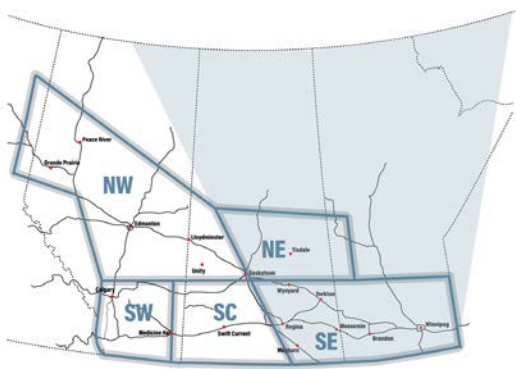 Peace River
Grande Prairie
NW
Edmonton
Lloydminster
NE
Tisdale
Unity
Saskatoon
Calgary
Wynyard
Yorkton
SW
SC
Medicine Hat
Swift Current
Regina
SE
Moosomin
Brandon
Winnipeg
Weyburn